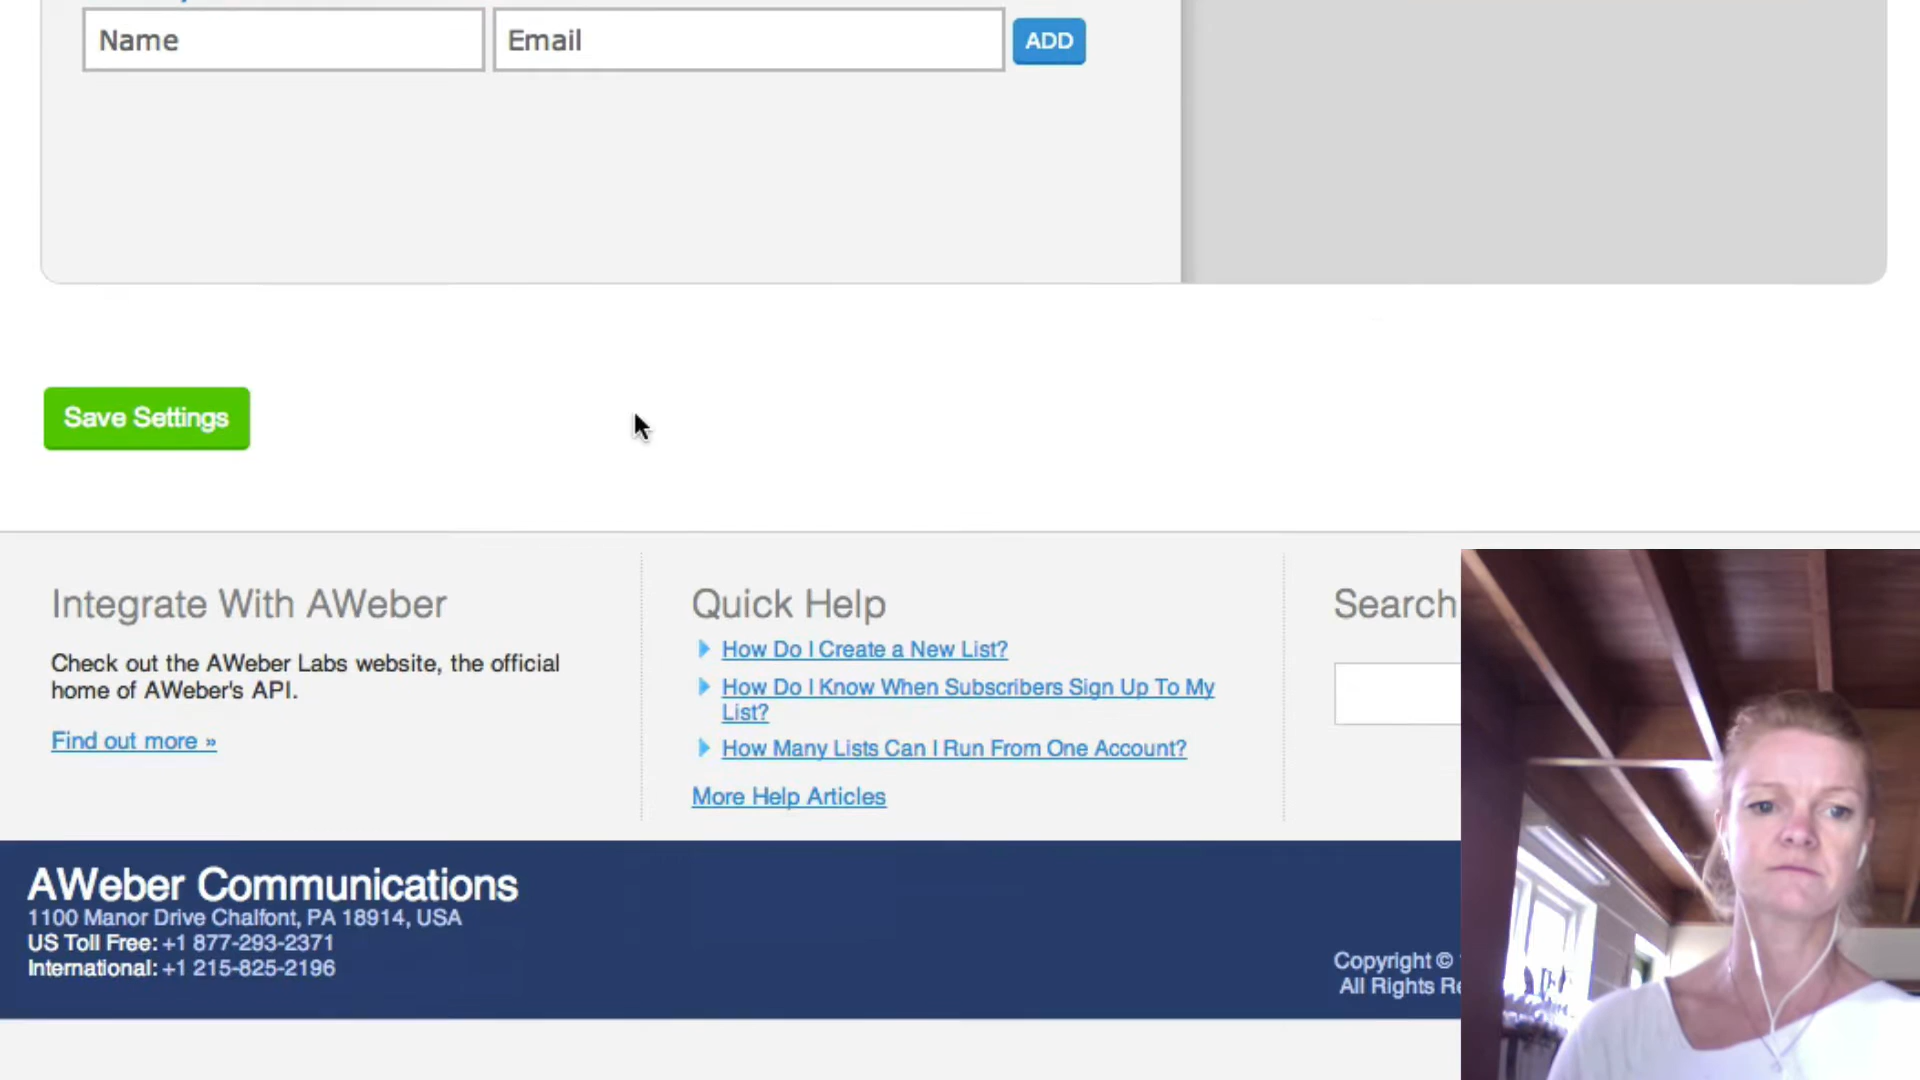 Name
Email
ADD
Save Settings
Integrate With AWeber
Check out the AWeber Labs website, the official
home of AWeber's API.
Find out more »
Quick Help
How Do I Create a New List?
How Do I Know When Subscribers Sign Up To My
List?
How Many Lists Can I Run From One Account?
More Help Articles
Search
AWeber Communications
1100 Manor Drive Chalfont, PA 18914, USA
US Toll Free: +1 877-293-2371
International: +1 215-825-2196
Copyright ©
All Rights